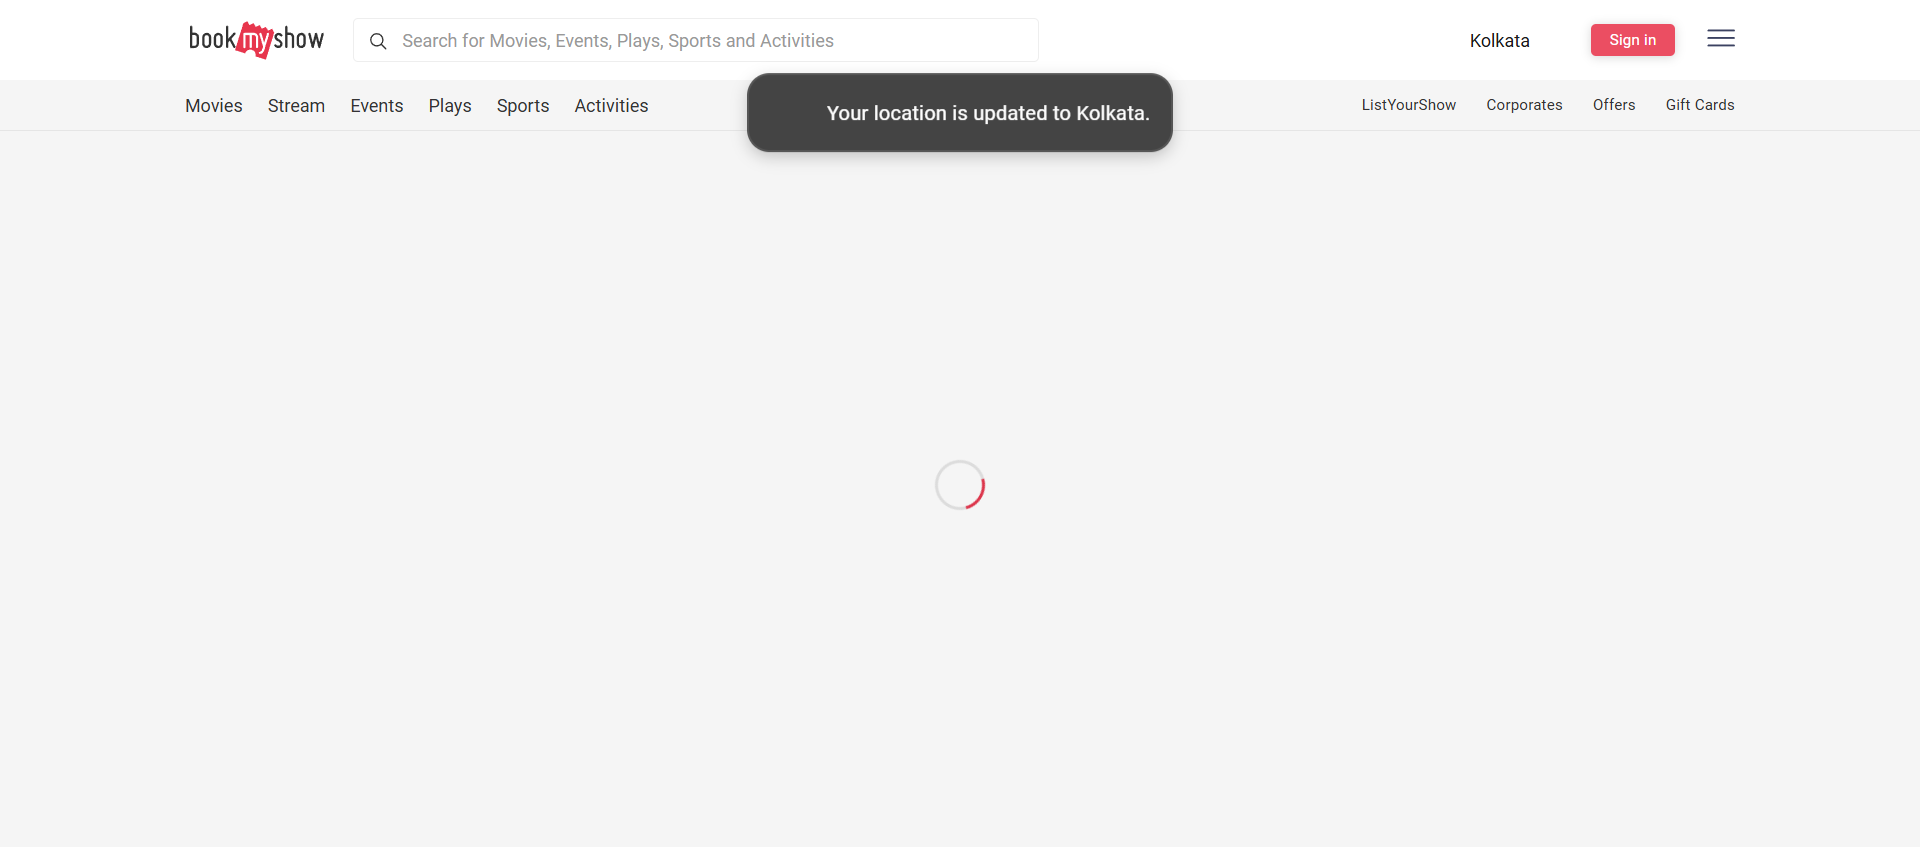 bookmyshow
Search for Movies, Events, Plays, Sports and Activities
Kolkata
Sign in
Movies Stream Events Plays Sports Activities
Your location is updated to Kolkata.
ListYourShow Corporates Offers Gift Cards